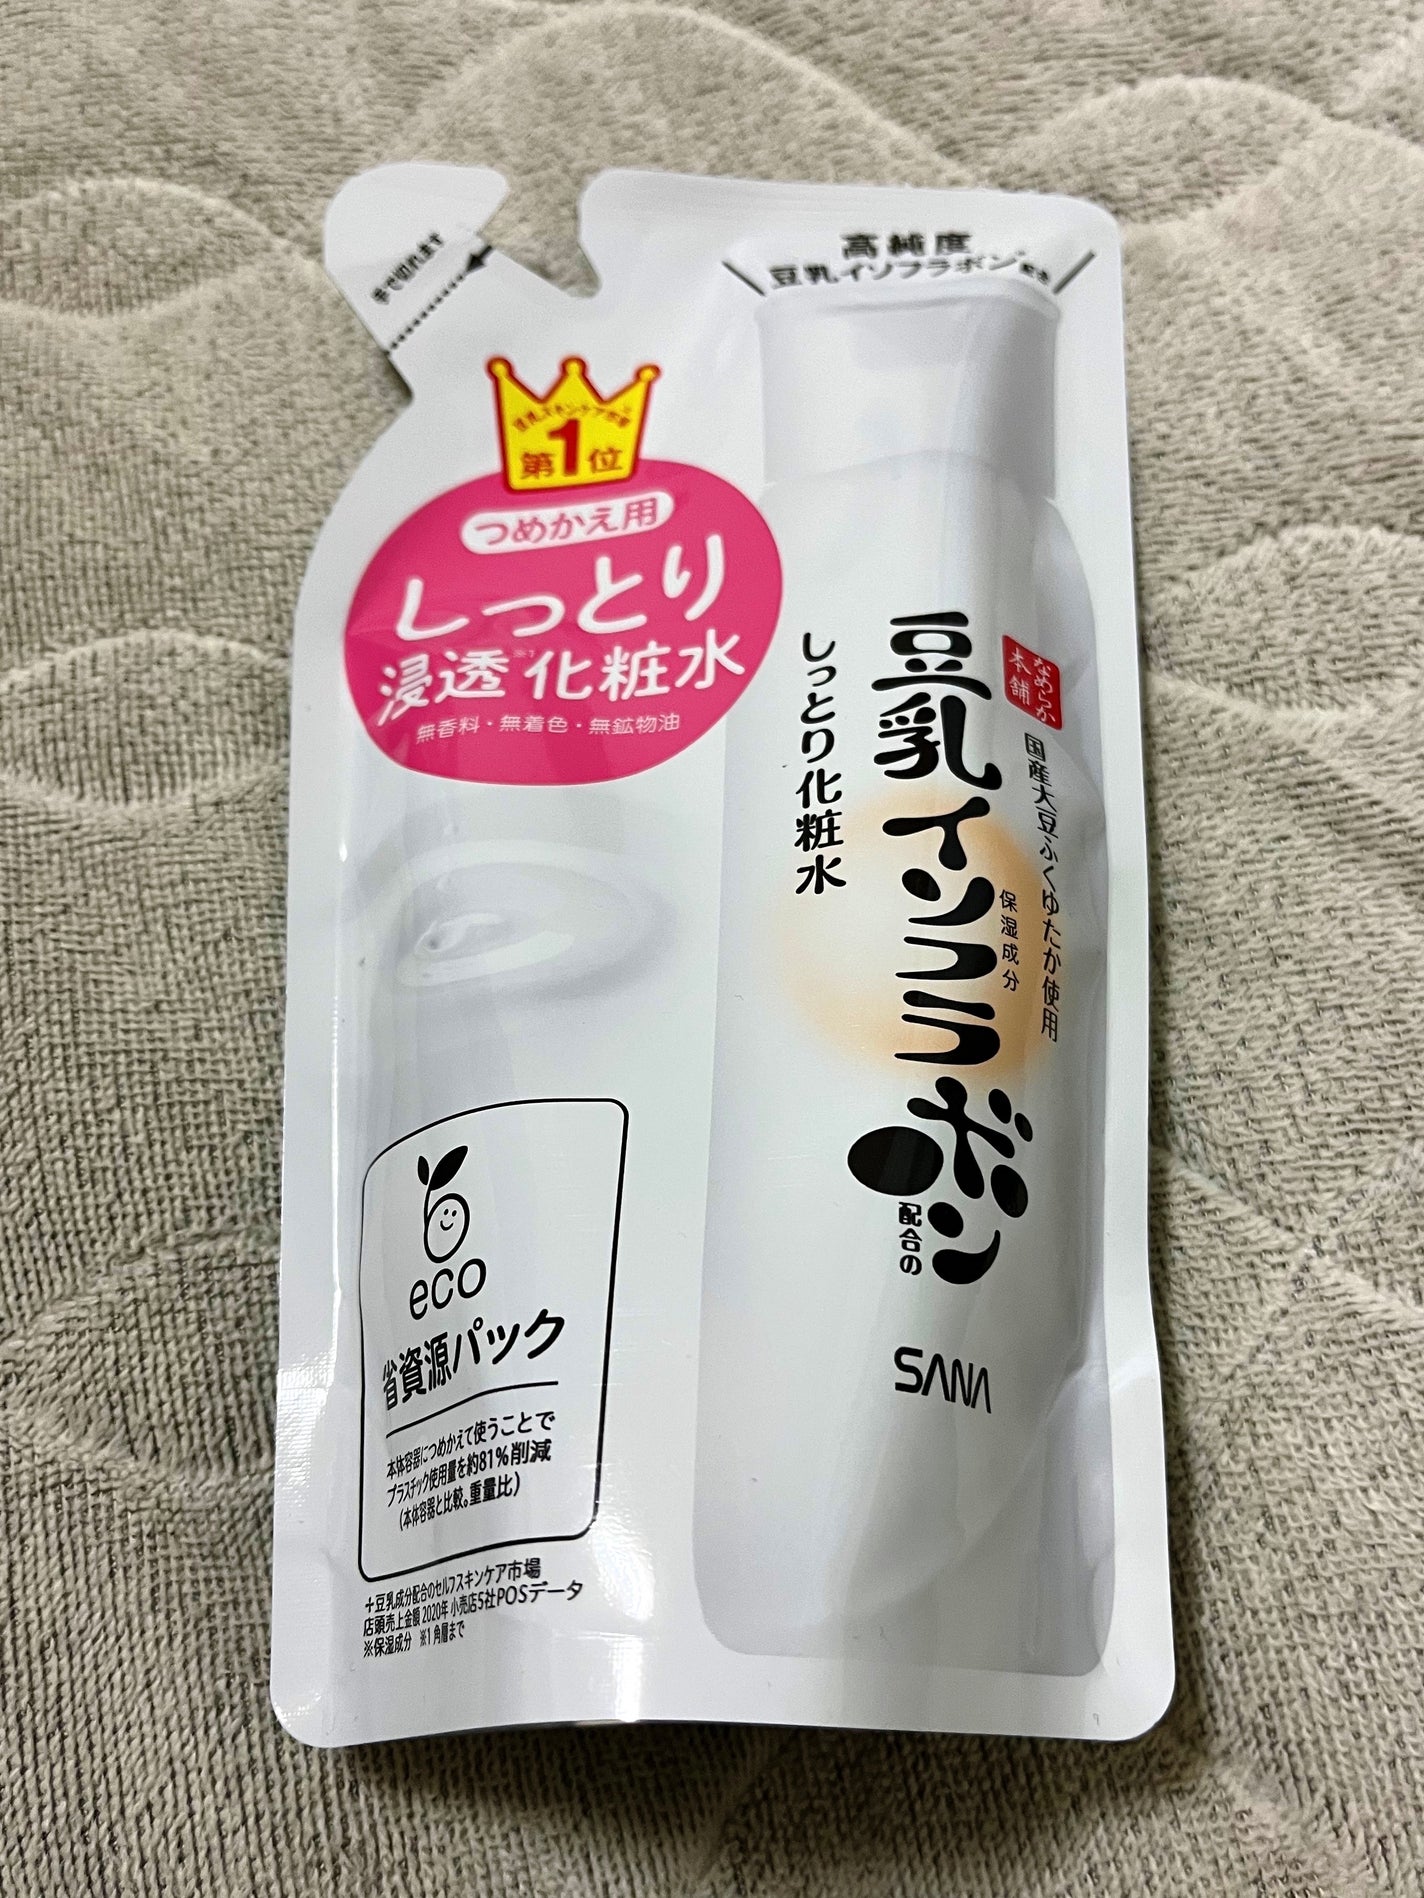 手で切れます
高純度
豆乳イソフラボン
豆乳スキンケア市場
第1位
つめかえ用
しっとり
浸透※1化粧水
無香料・無着色・無鉱物油
なめらか
本舗
国産大豆ふくゆたか使用
保湿成分
豆乳イソフラボン
配合の
しっとり化粧水
SANA
eco
省資源パック
本体容器につめかえて使うことで
プラスチック使用量を約81%削減
(本体容器と比較。重量比)
+豆乳成分配合のセルフスキンケア市場
店頭売上金額 2020年 小売店5社POSデータ
※保湿成分 ※1 角層まで